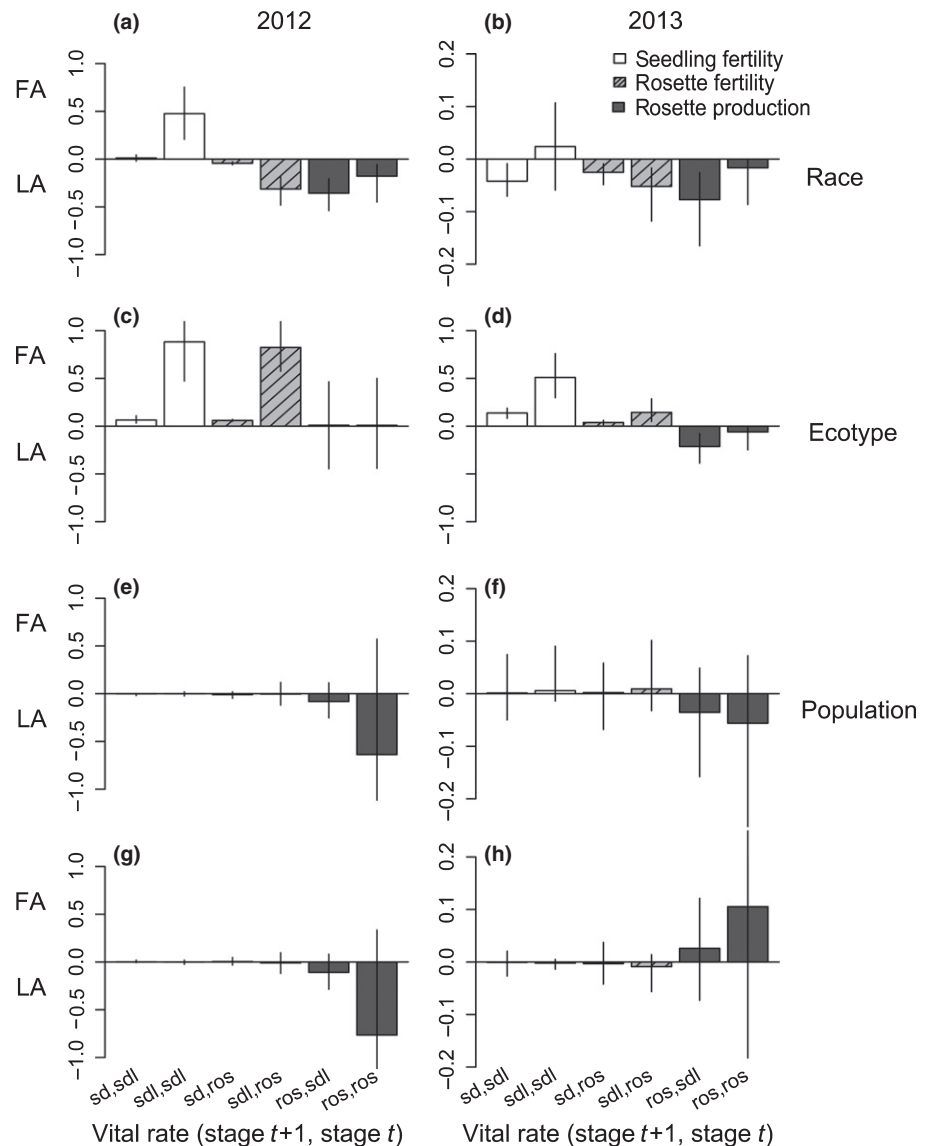 2012
2013
(a)
FA
LA
1.0
0.5
0.0
−0.5
−1.0
(b)
0.2
0.1
0.0
−0.1
−0.2
Seedling fertility
Rosette fertility
Rosette production
Race
(c)
FA
LA
1.0
0.5
0.0
−0.5
−1.0
(d)
1.0
0.5
0.0
−1.0
Ecotype
(e)
FA
LA
1.0
0.5
0.0
−0.5
−1.0
(f)
0.2
0.1
0.0
−0.1
−0.2
Population
(g)
FA
LA
1.0
0.5
0.0
−0.5
−1.0
(h)
0.2
0.1
0.0
−0.1
−0.2
sd,sdl
sdl,sdl
sd,ros
sdl,ros
ros,sdl
ros,ros
sd,sdl
sdl,sdl
sd,ros
sdl,ros
ros,sdl
ros,ros
Vital rate (stage t+1, stage t)
Vital rate (stage t+1, stage t)